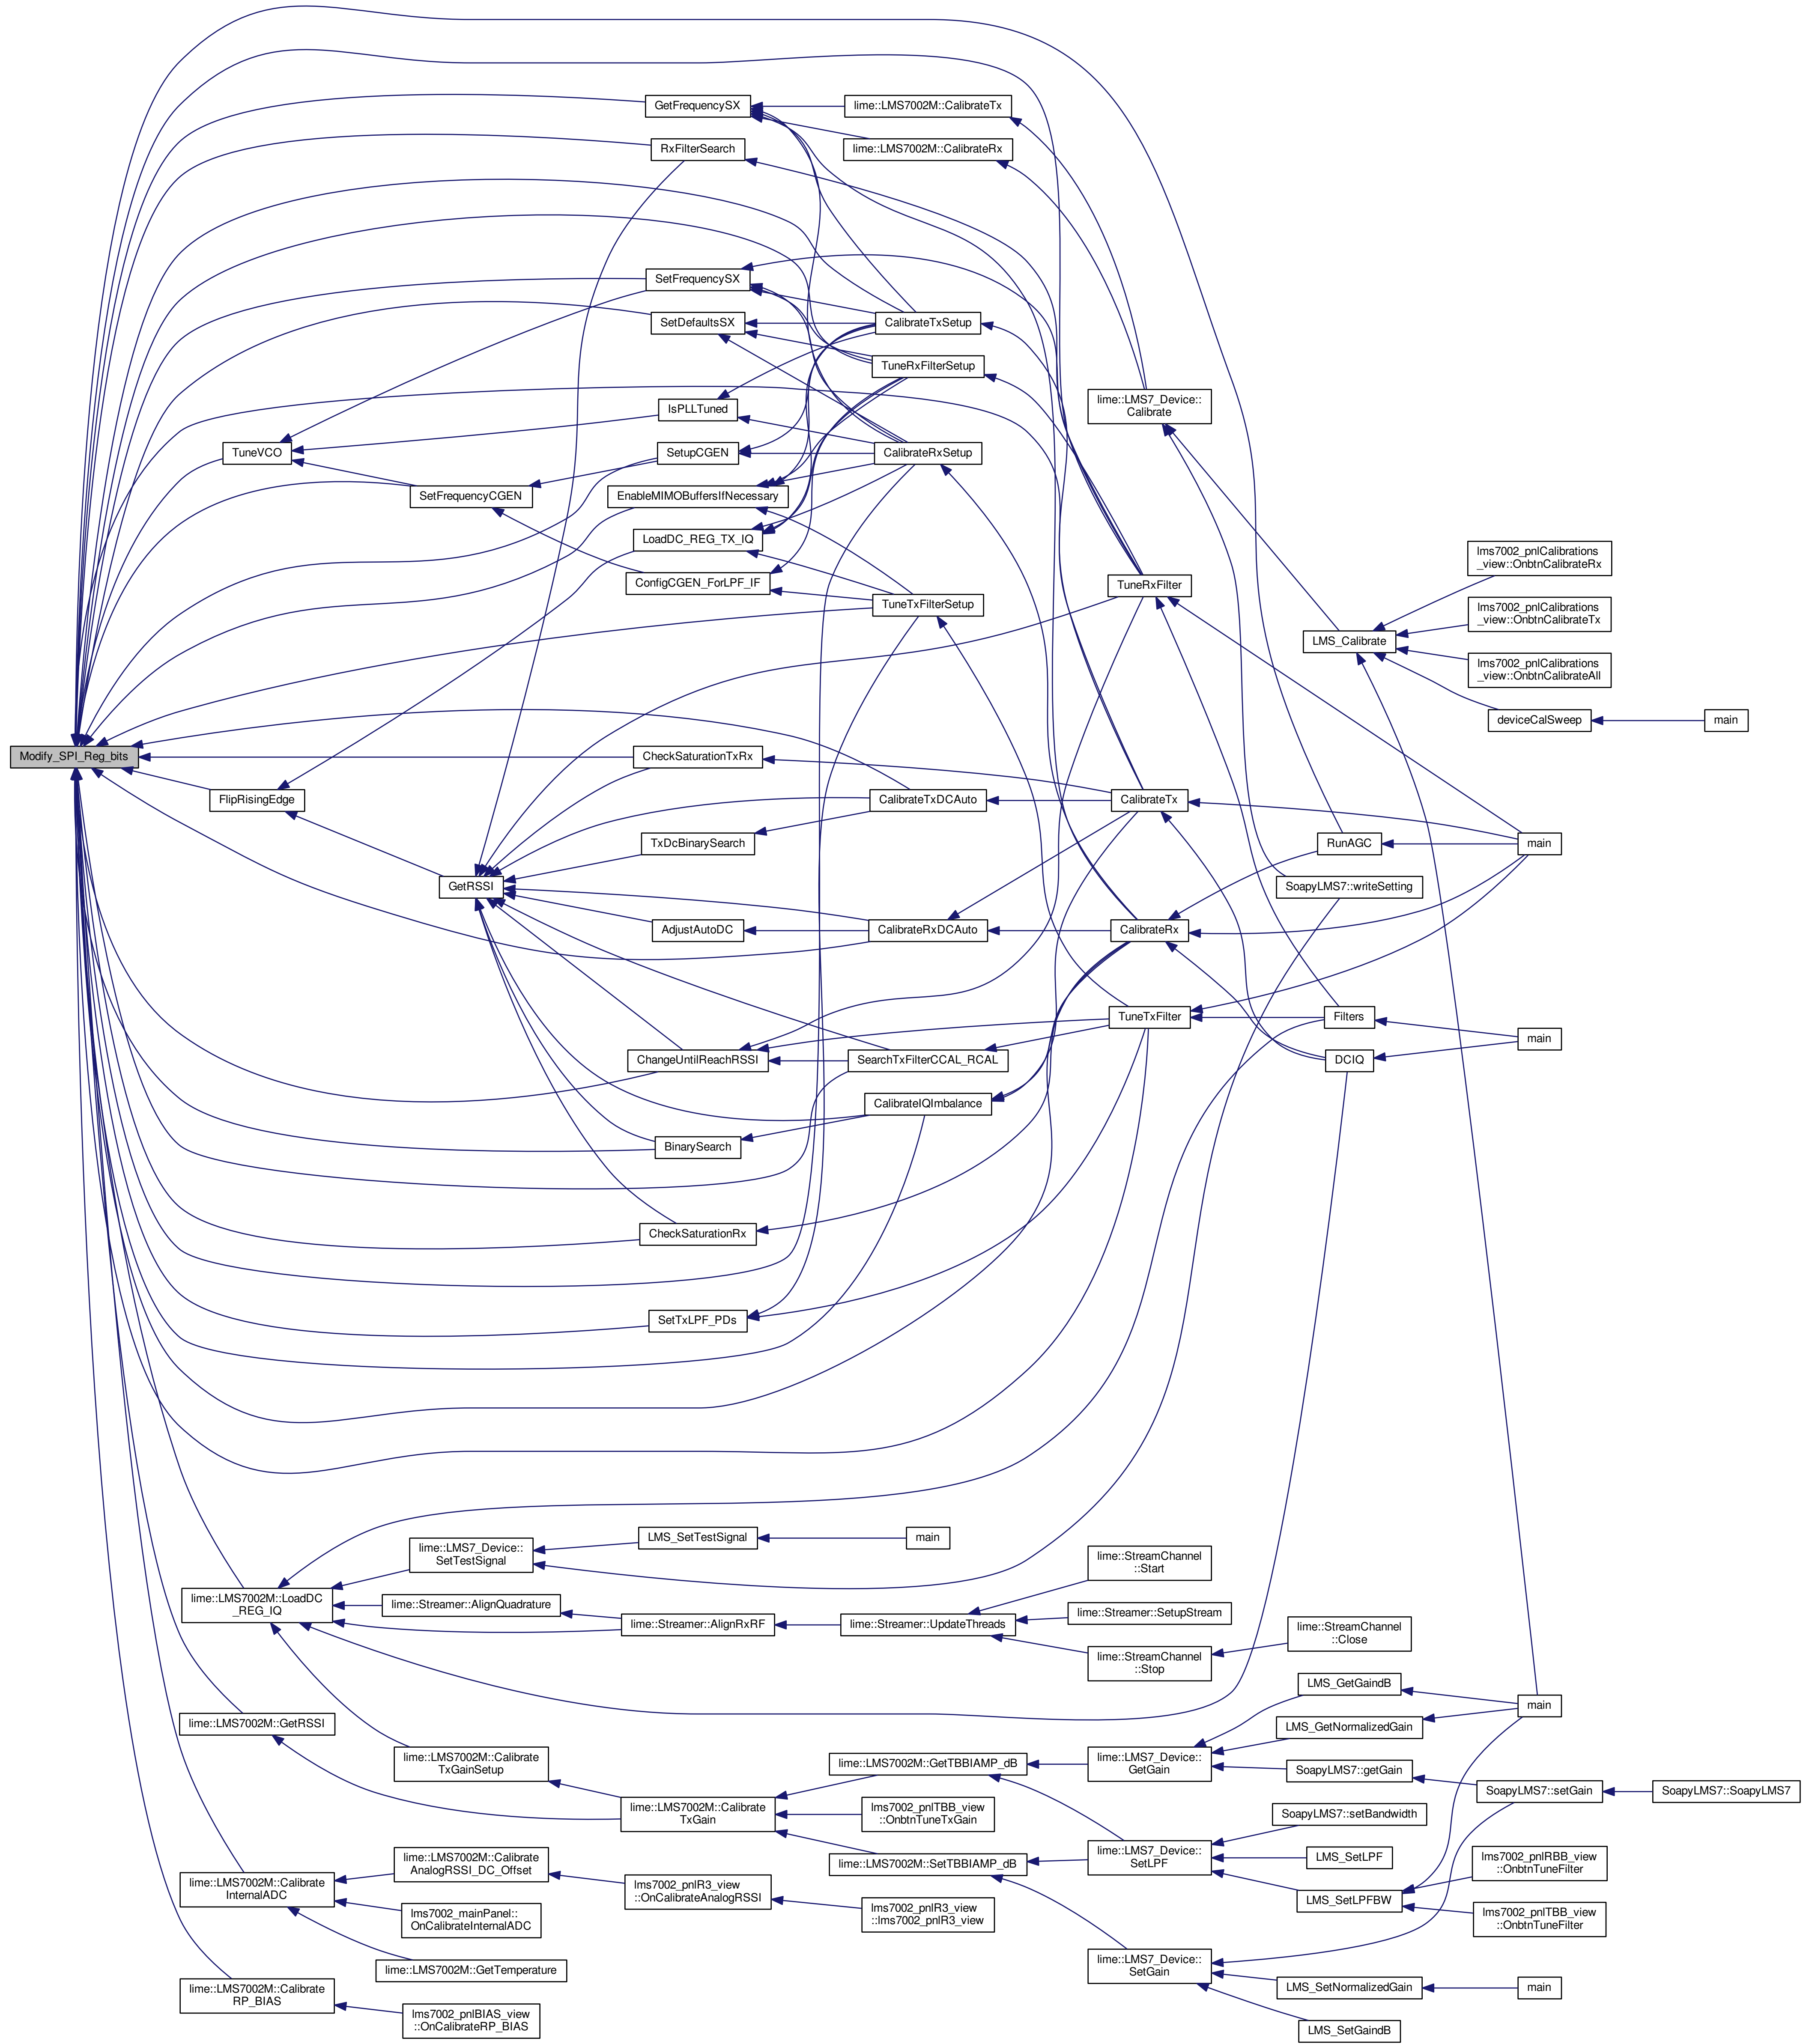 GetFrequencySX
lime::LMS7002M::CalibrateTx
RxFilterSearch
lime::LMS7002M::CalibrateRx
SetFrequencySX
SetDefaultsSX
CalibrateTxSetup
TuneRxFilterSetup
IsPLLTuned
lime::LMS7_Device::
Calibrate
TuneVCO
SetupCGEN
CalibrateRxSetup
SetFrequencyCGEN
EnableMIMOBuffersIfNecessary
LoadDC_REG_TX_IQ
ConfigCGEN_ForLPF_IF
TuneTxFilterSetup
TuneRxFilter
lms7002_pnlCalibrations
_view::OnbtnCalibrateRx
lms7002_pnlCalibrations
_view::OnbtnCalibrateTx
LMS_Calibrate
lms7002_pnlCalibrations
_view::OnbtnCalibrateAll
deviceCalSweep
main
Modify_SPI_Reg_bits
CheckSaturationTxRx
FlipRisingEdge
CalibrateTxDCAuto
CalibrateTx
TxDcBinarySearch
RunAGC
main
GetRSSI
SoapyLMS7::writeSetting
AdjustAutoDC
CalibrateRxDCAuto
CalibrateRx
TuneTxFilter
Filters
main
ChangeUntilReachRSSI
SearchTxFilterCCAL_RCAL
DCIQ
CalibrateIQImbalance
BinarySearch
CheckSaturationRx
SetTxLPF_PDs
lime::LMS7_Device::
SetTestSignal
LMS_SetTestSignal
main
lime::StreamChannel
::Start
lime::LMS7002M::LoadDC
_REG_IQ
lime::Streamer::AlignQuadrature
lime::Streamer::AlignRxRF
lime::Streamer::UpdateThreads
lime::Streamer::SetupStream
lime::StreamChannel
::Stop
lime::StreamChannel
::Close
LMS_GetGaindB
main
lime::LMS7002M::GetRSSI
LMS_GetNormalizedGain
lime::LMS7002M::Calibrate
TxGainSetup
lime::LMS7002M::GetTBBIAMP_dB
lime::LMS7_Device::
GetGain
SoapyLMS7::getGain
SoapyLMS7::setGain
SoapyLMS7::SoapyLMS7
lime::LMS7002M::Calibrate
TxGain
lms7002_pnlTBB_view
::OnbtnTuneTxGain
SoapyLMS7::setBandwidth
lime::LMS7002M::SetTBBIAMP_dB
lime::LMS7_Device::
SetLPF
LMS_SetLPF
lms7002_pnlRBB_view
::OnbtnTuneFilter
lime::LMS7002M::Calibrate
InternalADC
lime::LMS7002M::Calibrate
AnalogRSSI_DC_Offset
lms7002_pnlR3_view
::OnCalibrateAnalogRSSI
LMS_SetLPFBW
lms7002_mainPanel::
OnCalibrateInternalADC
lms7002_pnlR3_view
::lms7002_pnlR3_view
lms7002_pnlTBB_view
::OnbtnTuneFilter
lime::LMS7002M::GetTemperature
lime::LMS7_Device::
SetGain
LMS_SetNormalizedGain
main
lime::LMS7002M::Calibrate
RP_BIAS
lms7002_pnlBIAS_view
::OnCalibrateRP_BIAS
LMS_SetGaindB